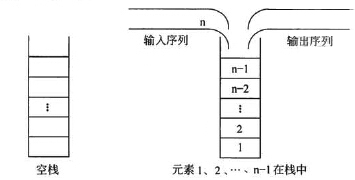 n
输入序列
输出序列
n-1
n-2
⋮
⋮
2
1
空栈
元素 1、2、…、n-1 在栈中